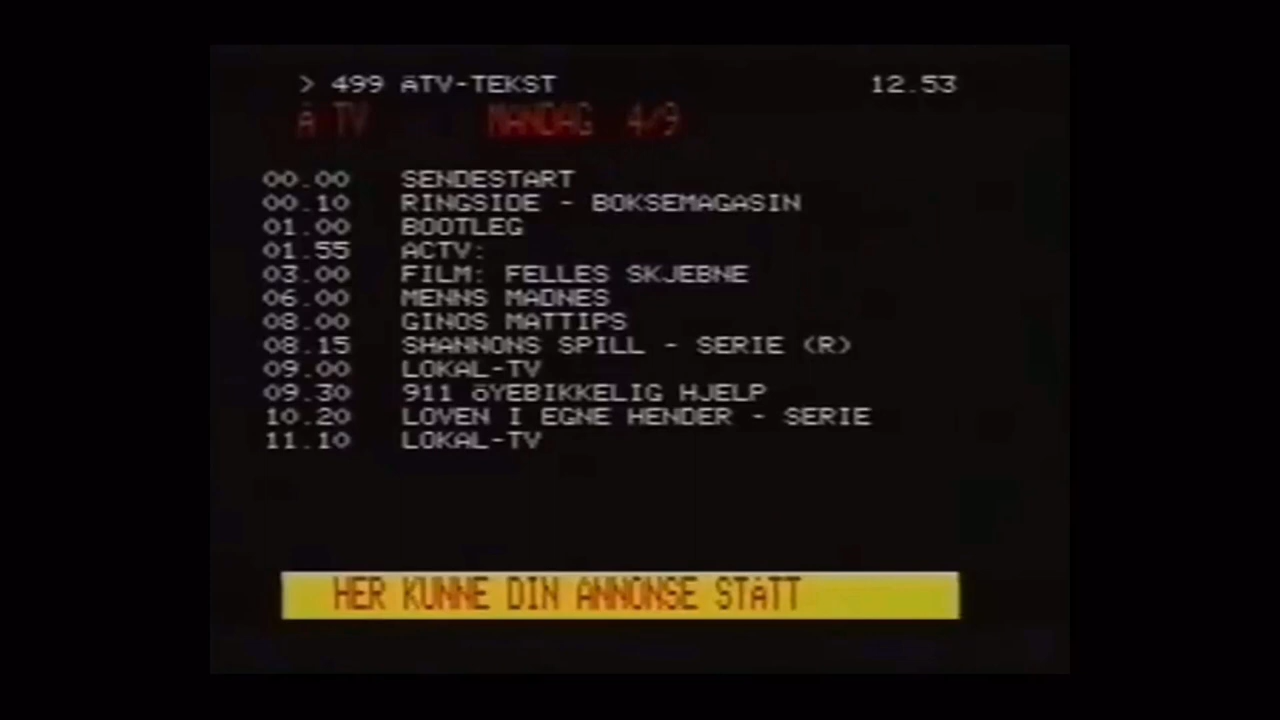 > 499 åTV-TEKST 12.53
å TV MANDAG 4/9
00.00 SENDESTART
00.10 RINGSIDE - BOKSEMAGASIN
01.00 BOOTLEG
01.55 ACTV:
03.00 FILM: FELLES SKJEBNE
06.00 MENNS MADNES
08.00 GINOS MATTIPS
08.15 SHANNONS SPILL - SERIE (R)
09.00 LOKAL-TV
09.30 911 öYEBIKKELIG HJELP
10.20 LOVEN I EGNE HENDER - SERIE
11.10 LOKAL-TV
HER KUNNE DIN ANNONSE STåTT